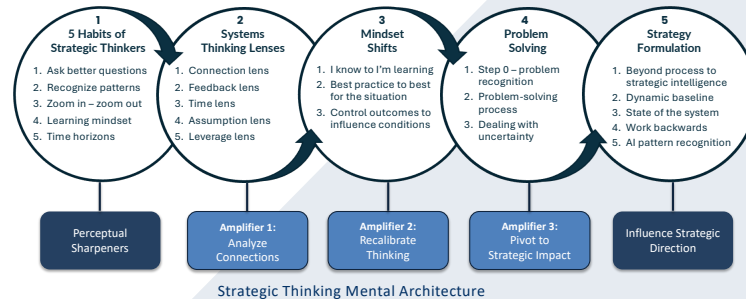 1
5 Habits of
Strategic Thinkers
1. Ask better questions
2. Recognize patterns
3. Zoom in – zoom out
4. Learning mindset
5. Time horizons
2
Systems
Thinking Lenses
1. Connection lens
2. Feedback lens
3. Time lens
4. Assumption lens
5. Leverage lens
3
Mindset
Shifts
1. I know to I'm learning
2. Best practice to best
for the situation
3. Control outcomes to
influence conditions
4
Problem
Solving
1. Step 0 – problem
recognition
2. Problem-solving
process
3. Dealing with
uncertainty
5
Strategy
Formulation
1. Beyond process to
strategic intelligence
2. Dynamic baseline
3. State of the system
4. Work backwards
5. AI pattern recognition
Perceptual
Sharpeners
Amplifier 1:
Analyze
Connections
Amplifier 2:
Recalibrate
Thinking
Amplifier 3:
Pivot to
Strategic Impact
Influence Strategic
Direction
Strategic Thinking Mental Architecture